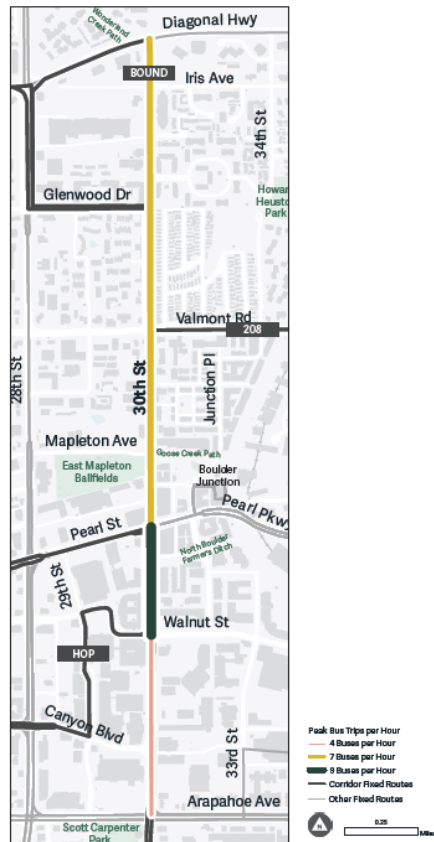 Wonderland
Creek Path
Diagonal Hwy
BOUND
Iris Ave
34th St
Glenwood Dr
Howar
Heusto
Park
Valmont Rd
208
28th St
30th St
Junction Pl
Mapleton Ave
Goose Creek Path
East Mapleton
Ballfields
Boulder
Junction
Pearl Pkwy
Pearl St
North Boulder
Farmer's Ditch
29th St
Walnut St
HOP
Canyon Blvd
33rd St
Arapahoe Ave
Scott Carpenter
Park
Peak Bus Trips per Hour
4 Buses per Hour
7 Buses per Hour
9 Buses per Hour
Corridor Fixed Routes
Other Fixed Routes
N
0.25
Miles